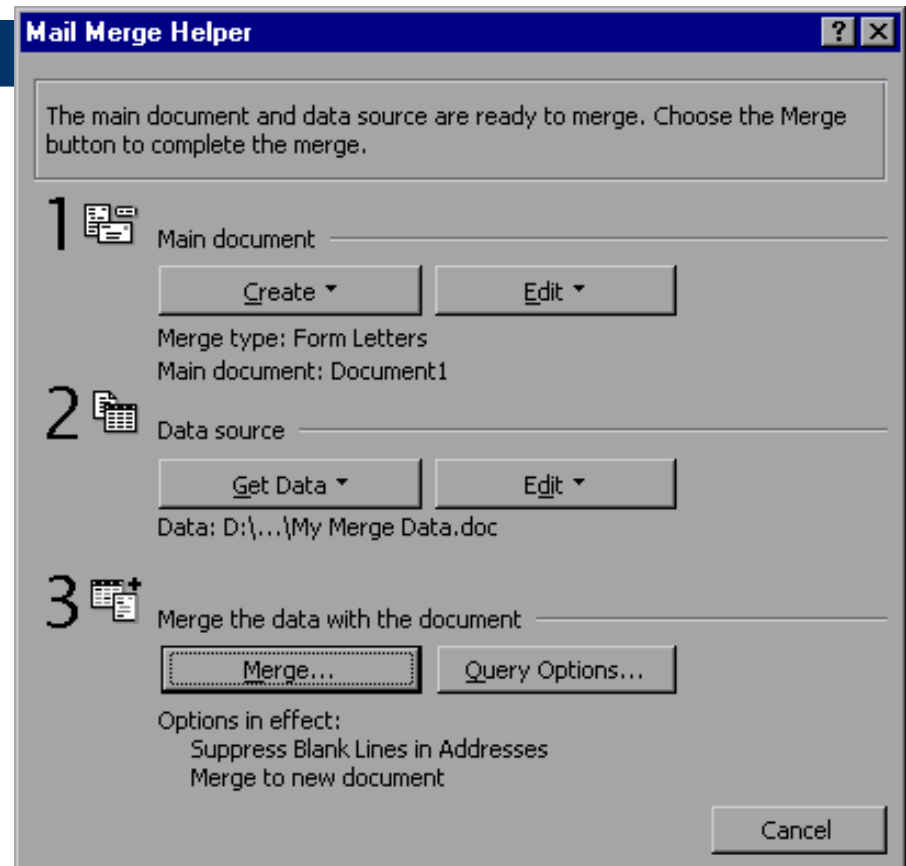 Mail Merge Helper
The main document and data source are ready to merge. Choose the Merge
button to complete the merge.
1
Main document
Create Edit
Merge type: Form Letters
Main document: Document1
2
Data source
Get Data Edit
Data: D:\...\My Merge Data.doc
3
Merge the data with the document
Merge... Query Options...
Options in effect:
Suppress Blank Lines in Addresses
Merge to new document
Cancel